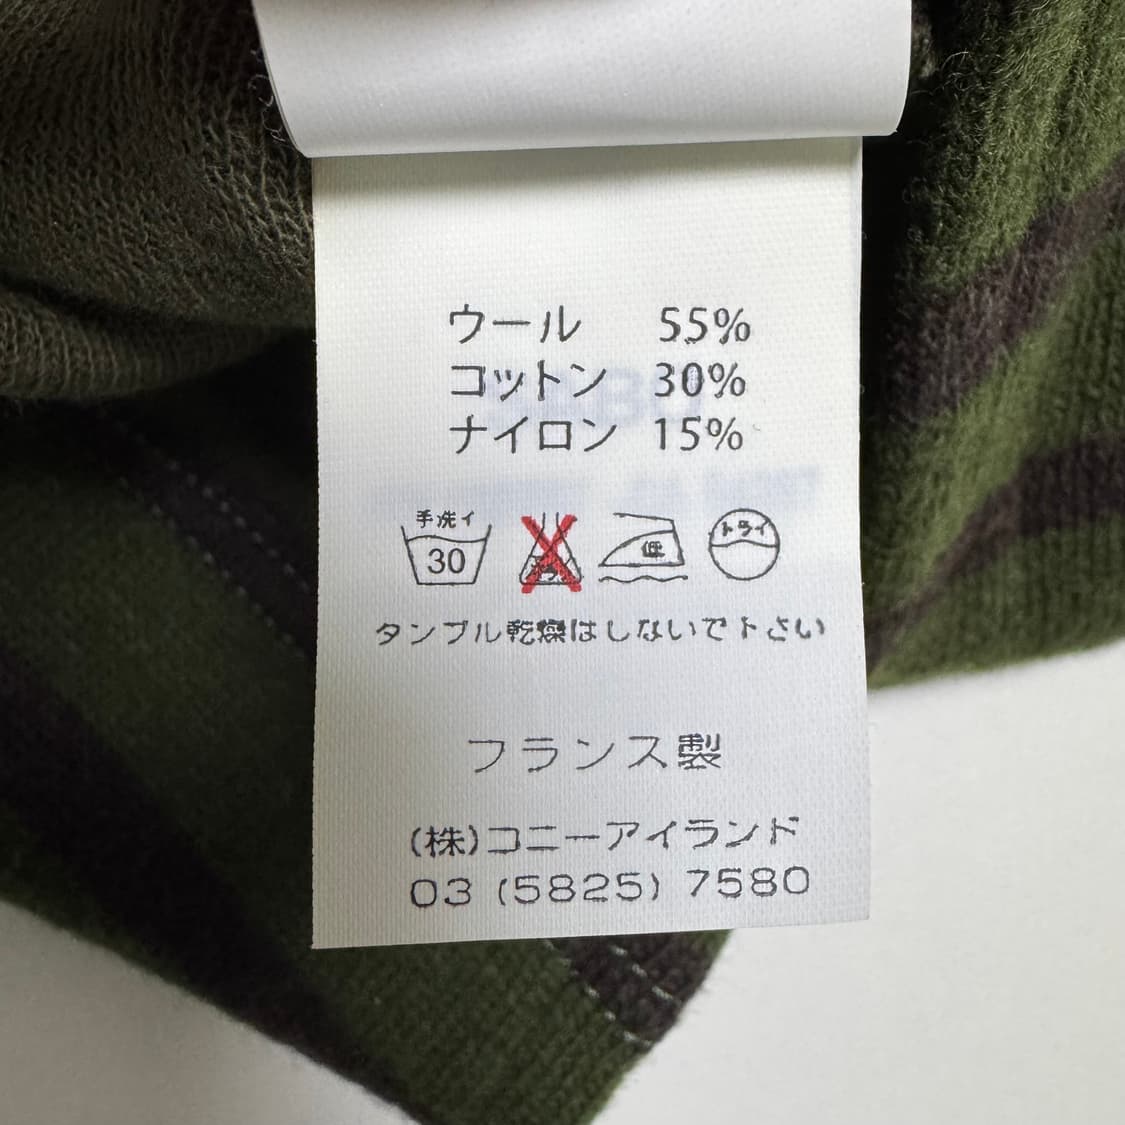 ウール 55%
コットン 30%
ナイロン 15%
手洗イ
30
低
ドライ
タンブル乾燥はしないで下さい
フランス製
(株)コニーアイランド
03 (5825) 7580